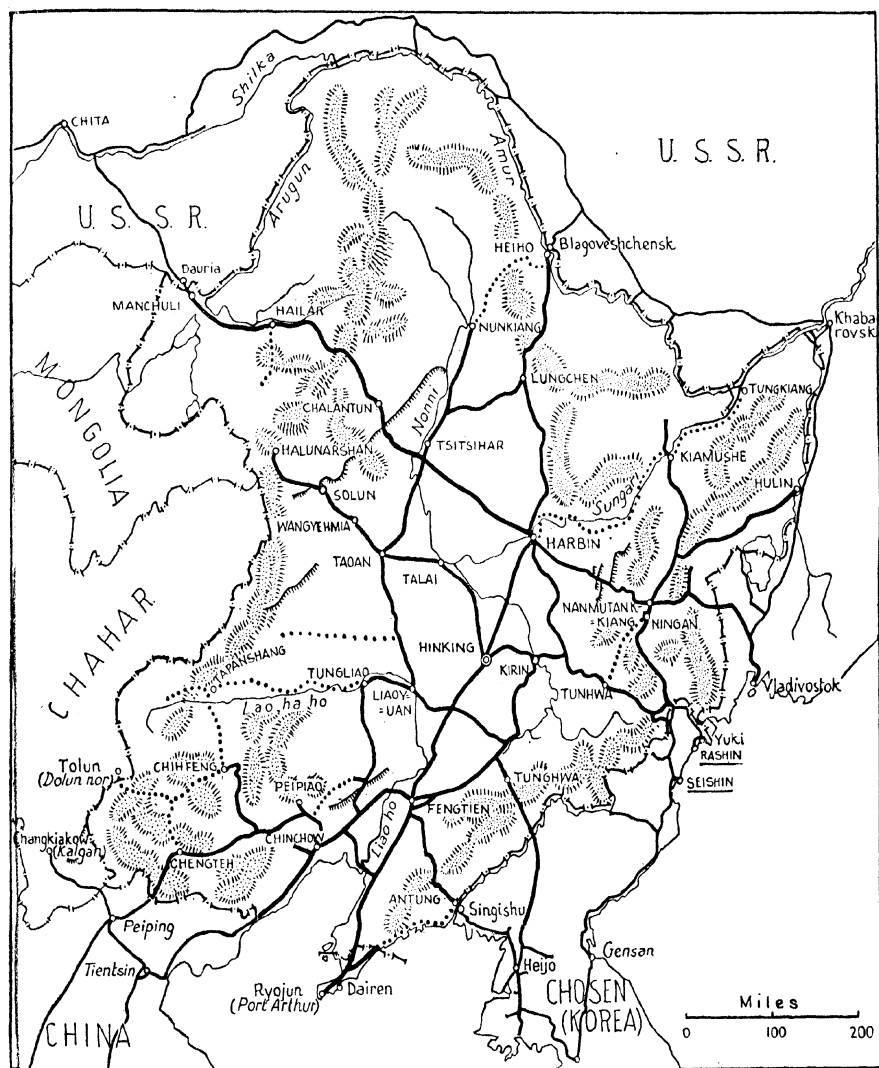 Shilka
CHITA
U. S. S. R.
Amur
U. S. S. R.
Arugun
HEIHO
Blagoveshchensk
Dauria
MANCHULI
HAILAR
NUNKIANG
Khaba
rovsk
MONGOLIA
LUNGCHEN
TUNGKIANG
CHALANTUN
Nonni
HALUNARSHAN
TSITSIHAR
KIAMUSHE
HULIN
SOLUN
Sungari
WANGYEHMIA
HARBIN
TAOAN
TALAI
CHAHAR
NANMUTANK
-KIANG
NINGAN
HINKING
KIRIN
TAPANSHANG
TUNGLIAO
LIAOY-
=UAN
TUNHWA
Vladivostok
Lao ha ho
Tolun
(Dolun nor)
CHIHFENG
Yuki
RASHIN
PEIPIAO
TUNGHWA
SEISHIN
FENGTIEN
Changkiakow
(Kalgan)
CHINCHOW
Liao ho
CHENGTEH
ANTUNG
Singishu
Peiping
Tientsin
Heijo
Gensan
Ryojun
(Port Arthur)
Dairen
CHOSEN
(KOREA)
CHINA
Miles
0 100 200